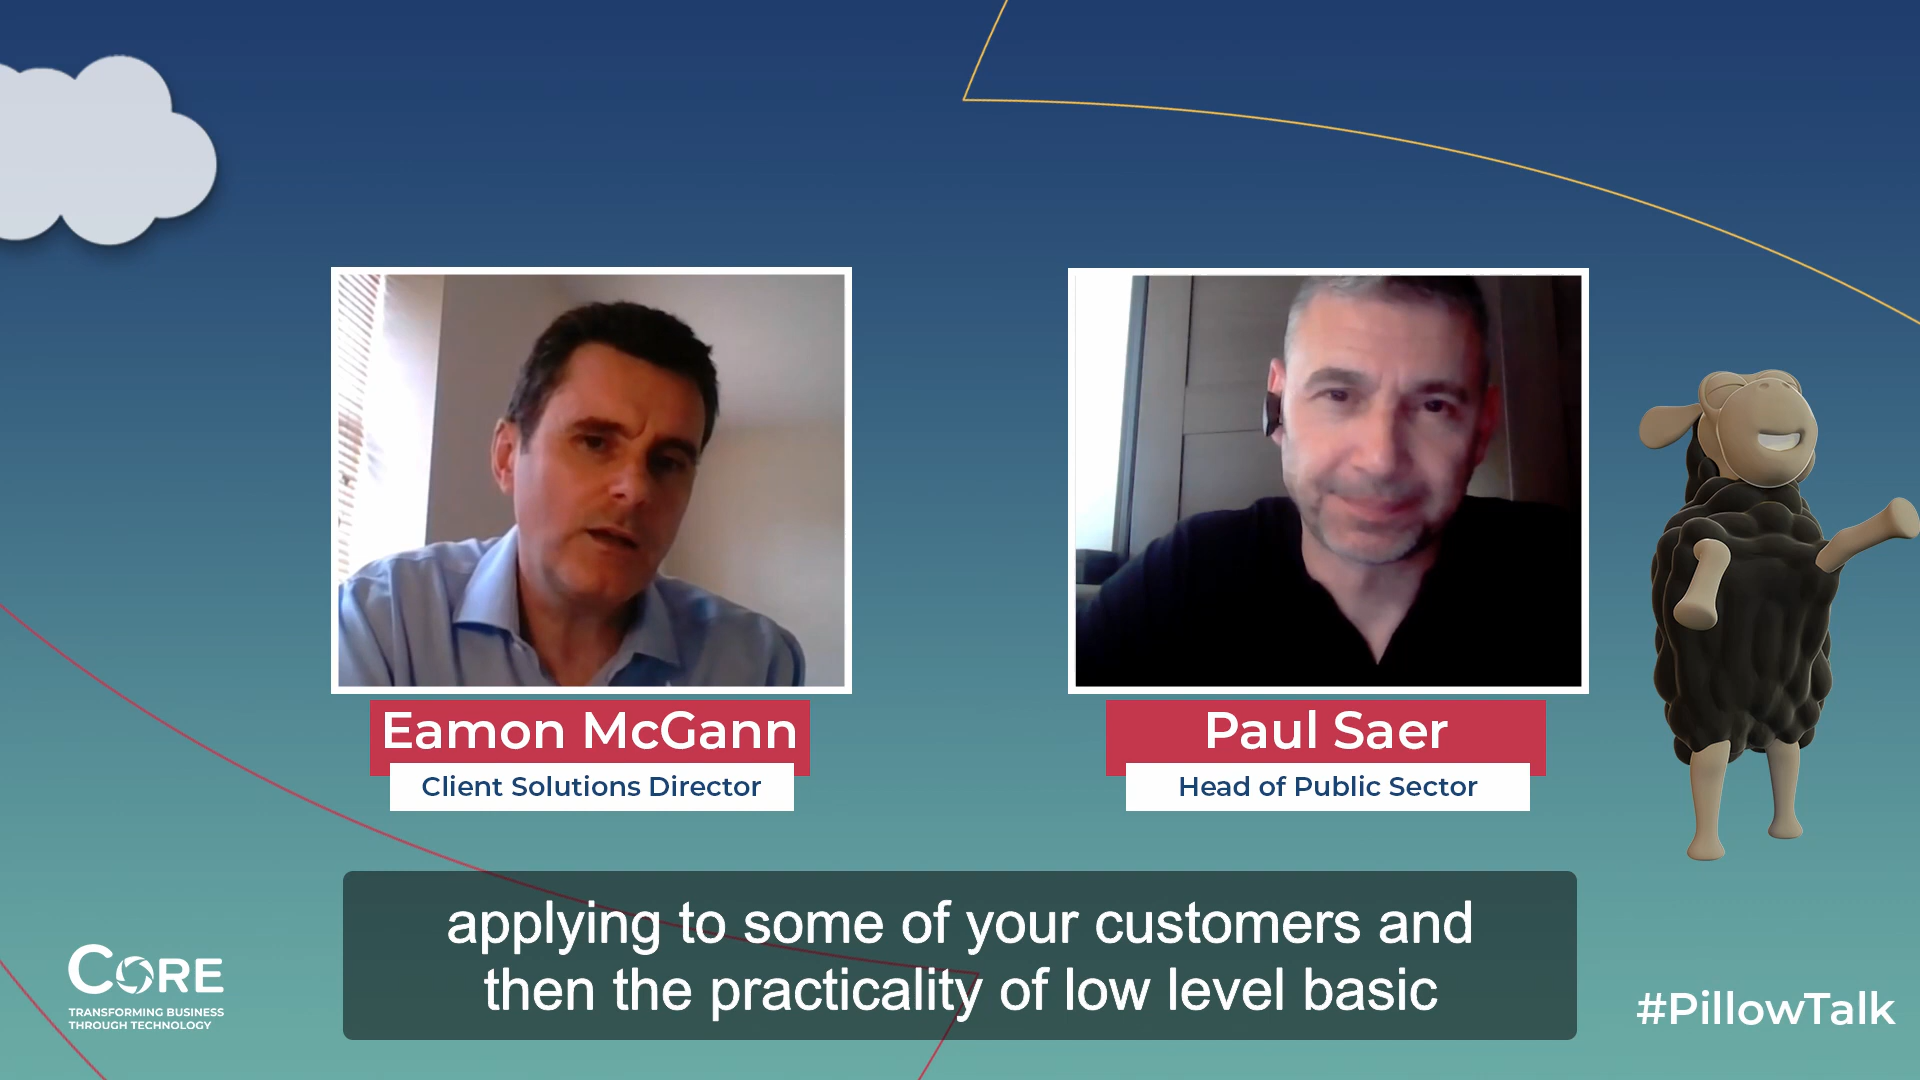 Eamon McGann
Client Solutions Director
Paul Saer
Head of Public Sector
applying to some of your customers and
then the practicality of low level basic
CORE
TRANSFORMING BUSINESS
THROUGH TECHNOLOGY
#PillowTalk